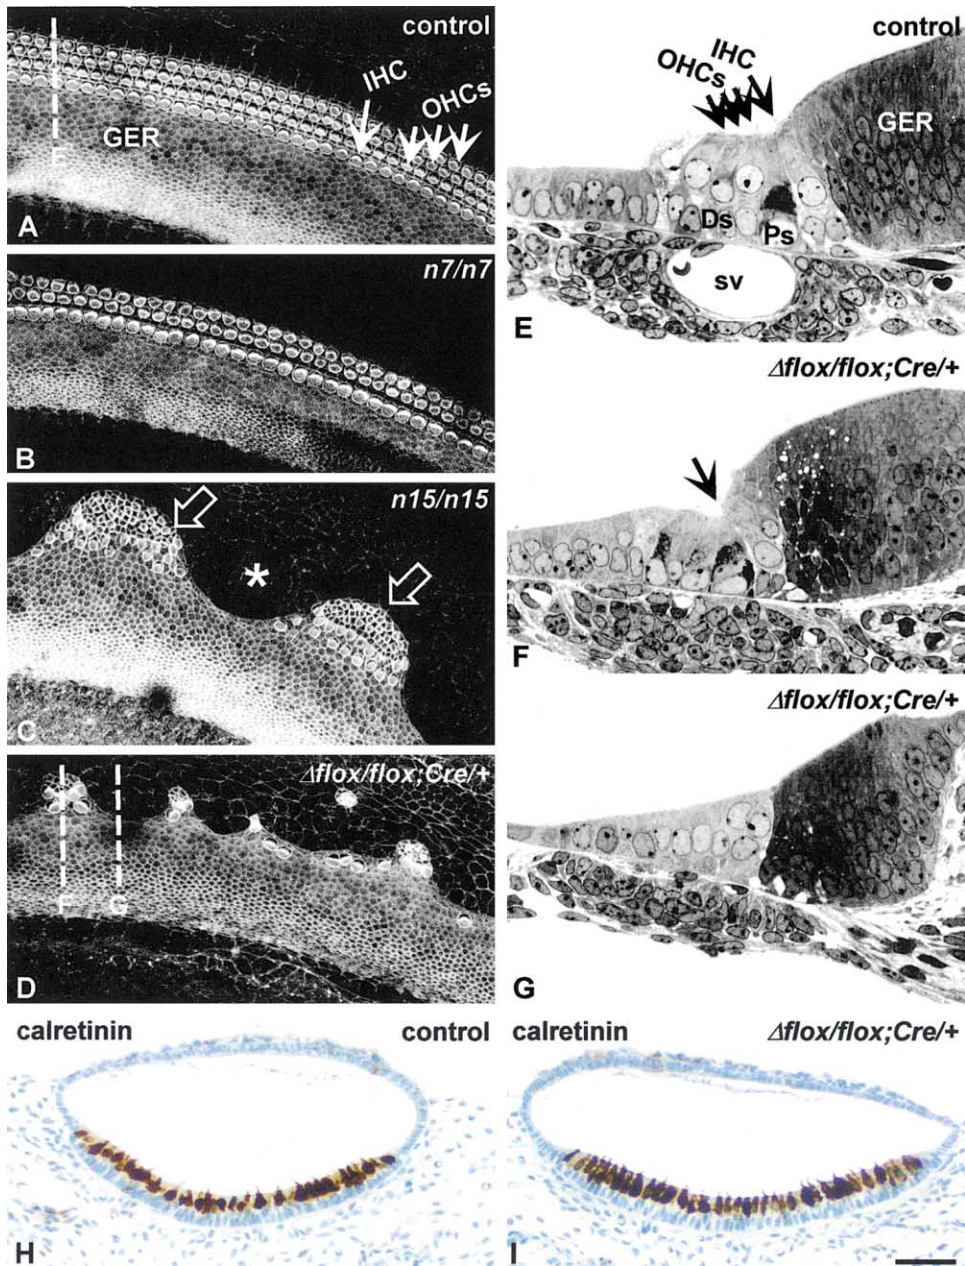 control
IHC
OHCs
GER
E
A
n7/n7
B
n15/n15
*
C
Δflox/flox;Cre/+
F
G
D
control
IHC
OHCs
GER
Ds
Ps
sv
E
Δflox/flox;Cre/+
F
Δflox/flox;Cre/+
G
calretinin
control
H
calretinin
Δflox/flox;Cre/+
I